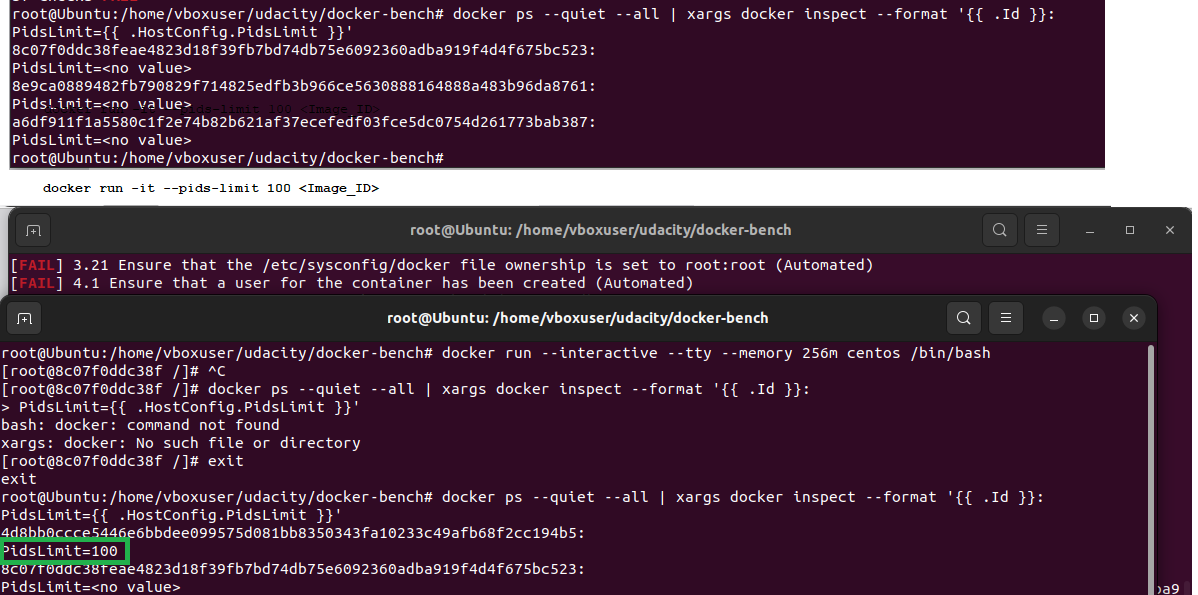 root@Ubuntu:/home/vboxuser/udacity/docker-bench# docker ps --quiet --all | xargs docker inspect --format '{{ .Id }}:
PidsLimit={{ .HostConfig.PidsLimit }}'
8c07f0ddc38feae4823d18f39fb7bd74db75e6092360adba919f4d4f675bc523:
PidsLimit=<no value>
8e9ca0889482fb790829f714825edfb3b966ce5630888164888a483b96da8761:
PidsLimit=<no value>
a6df911f1a5580c1f2e74b82b621af37ecefedf03fce5dc0754d261773bab387:
PidsLimit=<no value>
root@Ubuntu:/home/vboxuser/udacity/docker-bench#
docker run -it --pids-limit 100 <Image_ID>
root@Ubuntu: /home/vboxuser/udacity/docker-bench
[FAIL] 3.21 Ensure that the /etc/sysconfig/docker file ownership is set to root:root (Automated)
[FAIL] 4.1 Ensure that a user for the container has been created (Automated)
root@Ubuntu: /home/vboxuser/udacity/docker-bench
root@Ubuntu:/home/vboxuser/udacity/docker-bench# docker run --interactive --tty --memory 256m centos /bin/bash
[root@8c07f0ddc38f /]# ^C
[root@8c07f0ddc38f /]# docker ps --quiet --all | xargs docker inspect --format '{{ .Id }}:
> PidsLimit={{ .HostConfig.PidsLimit }}'
bash: docker: command not found
xargs: docker: No such file or directory
[root@8c07f0ddc38f /]# exit
exit
root@Ubuntu:/home/vboxuser/udacity/docker-bench# docker ps --quiet --all | xargs docker inspect --format '{{ .Id }}:
PidsLimit={{ .HostConfig.PidsLimit }}'
4d8bb0ccce5446e6bbdee099575d081bb8350343fa10233c49afb68f2cc194b5:
PidsLimit=100
8c07f0ddc38feae4823d18f39fb7bd74db75e6092360adba919f4d4f675bc523:
PidsLimit=<no value>